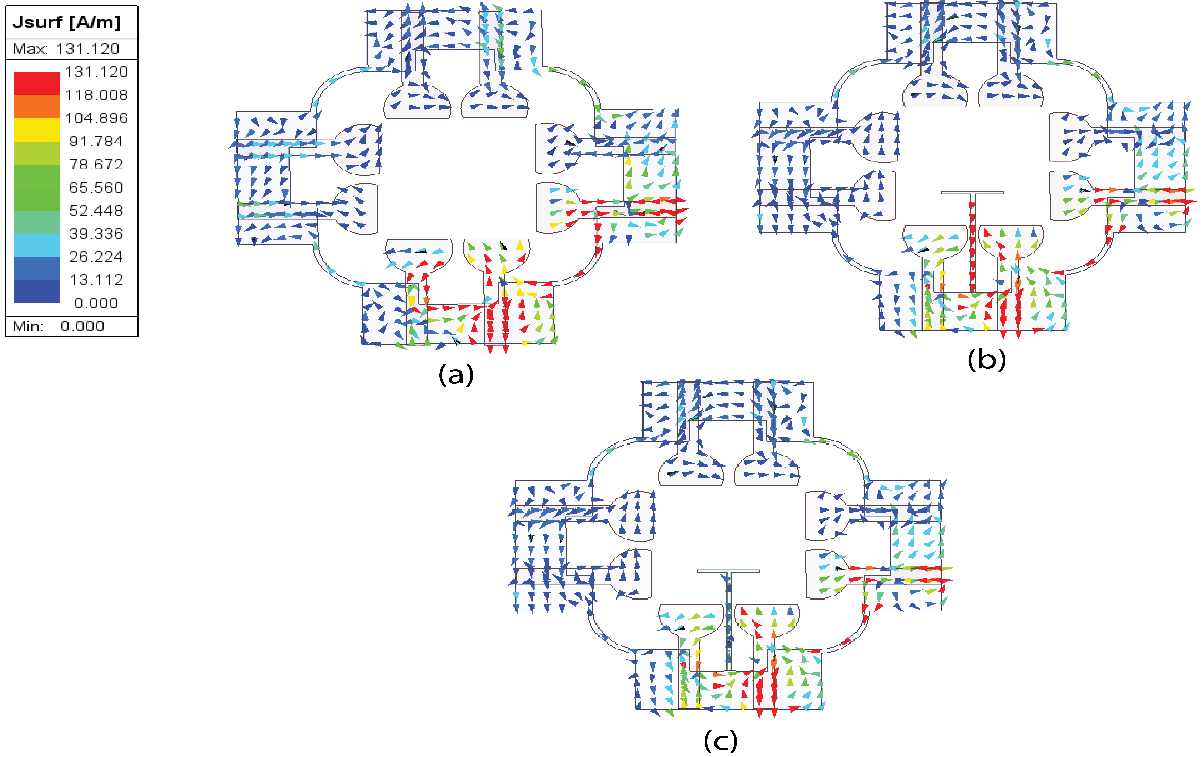 Jsurf [A/m]
Max: 131.120
131.120
118.008
104.896
91.784
78.672
65.560
52.448
39.336
26.224
13.112
0.000
Min: 0.000
(a)
(b)
(c)